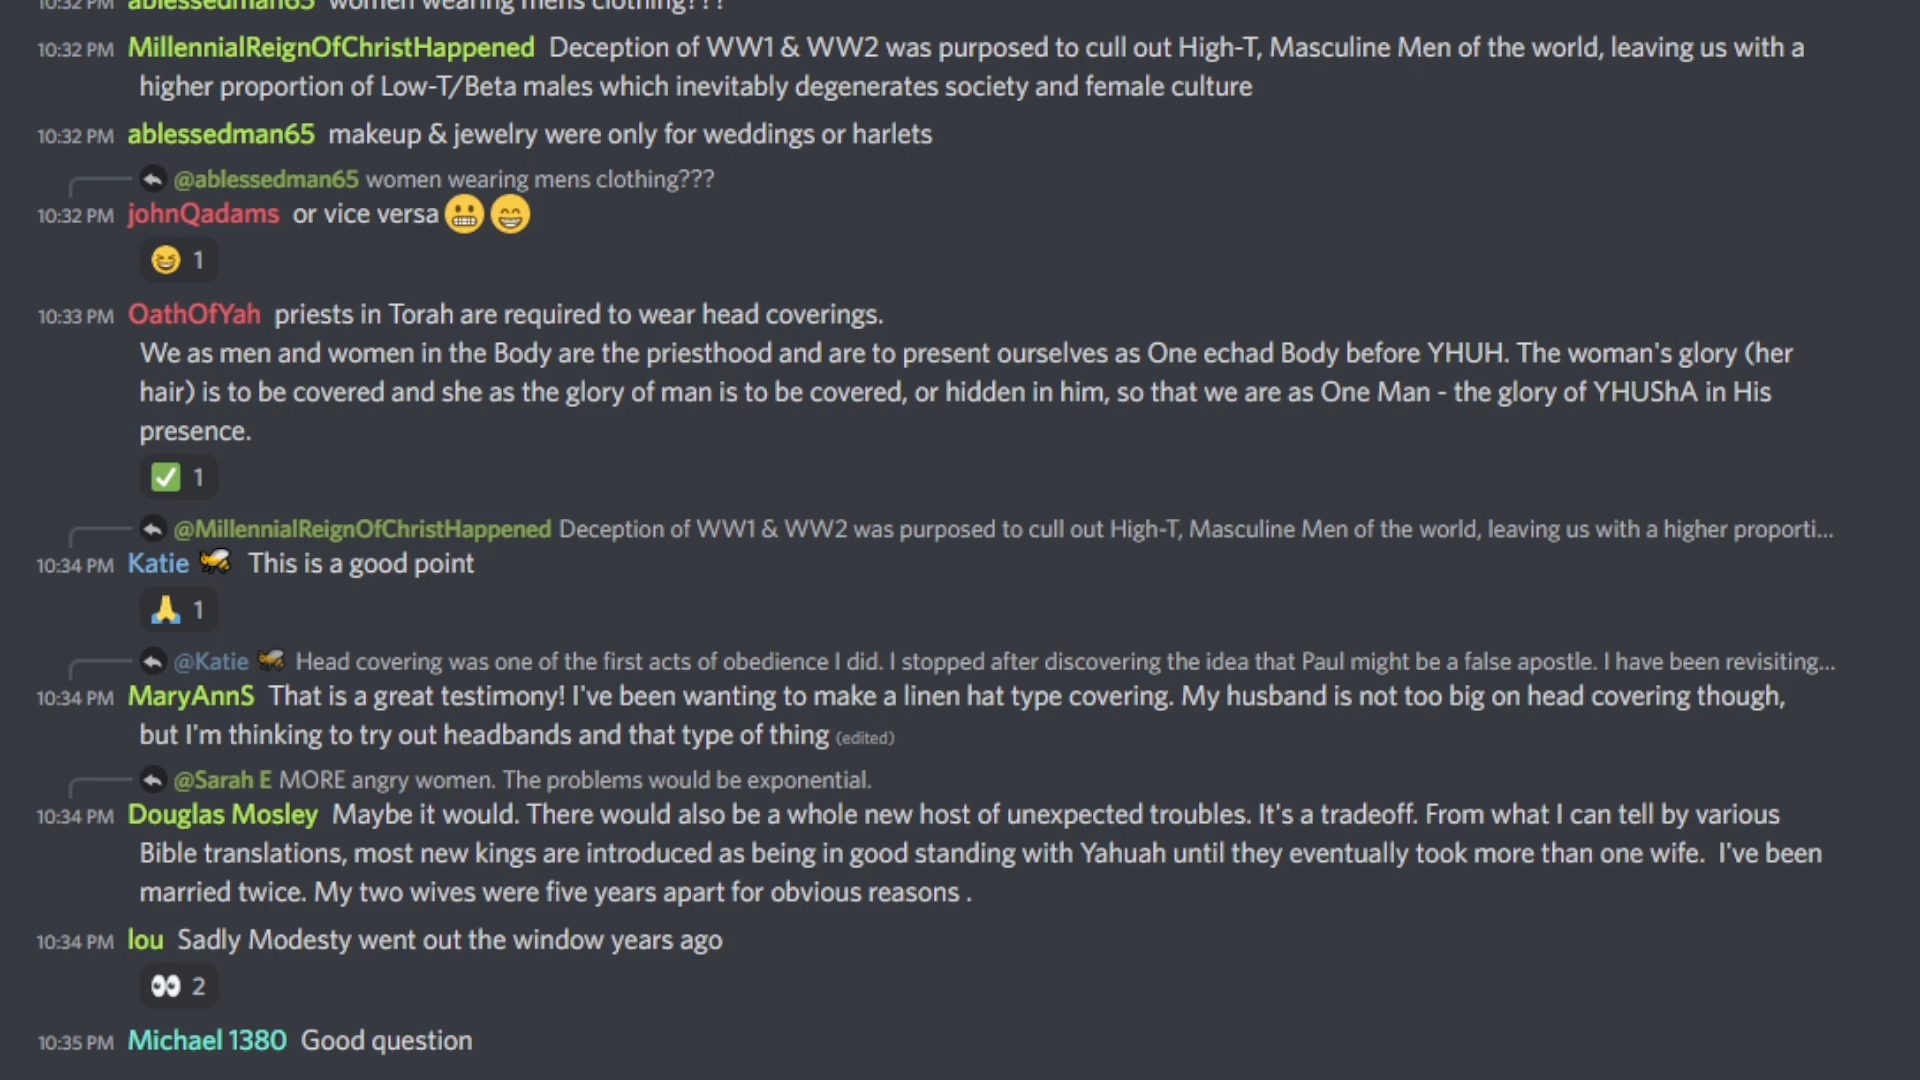 10:32 PM ablessedman65 women wearing mens clothing???
10:32 PM MillennialReignOfChristHappened Deception of WW1 & WW2 was purposed to cull out High-T, Masculine Men of the world, leaving us with a
higher proportion of Low-T/Beta males which inevitably degenerates society and female culture
10:32 PM ablessedman65 makeup & jewelry were only for weddings or harlets
@ablessedman65 women wearing mens clothing???
10:32 PM johnQadams or vice versa 😬 😁
😆 1
10:33 PM OathOfYah priests in Torah are required to wear head coverings.
We as men and women in the Body are the priesthood and are to present ourselves as One echad Body before YHUH. The woman's glory (her
hair) is to be covered and she as the glory of man is to be covered, or hidden in him, so that we are as One Man - the glory of YHUShA in His
presence.
✅ 1
@MillennialReignOfChristHappened Deception of WW1 & WW2 was purposed to cull out High-T, Masculine Men of the world, leaving us with a higher proporti...
10:34 PM Katie 🐝 This is a good point
🙏 1
@Katie 🐝 Head covering was one of the first acts of obedience I did. I stopped after discovering the idea that Paul might be a false apostle. I have been revisiting...
10:34 PM MaryAnnS That is a great testimony! I've been wanting to make a linen hat type covering. My husband is not too big on head covering though,
but I'm thinking to try out headbands and that type of thing (edited)
@Sarah E MORE angry women. The problems would be exponential.
10:34 PM Douglas Mosley Maybe it would. There would also be a whole new host of unexpected troubles. It's a tradeoff. From what I can tell by various
Bible translations, most new kings are introduced as being in good standing with Yahuah until they eventually took more than one wife. I've been
married twice. My two wives were five years apart for obvious reasons .
10:34 PM lou Sadly Modesty went out the window years ago
👀 2
10:35 PM Michael 1380 Good question